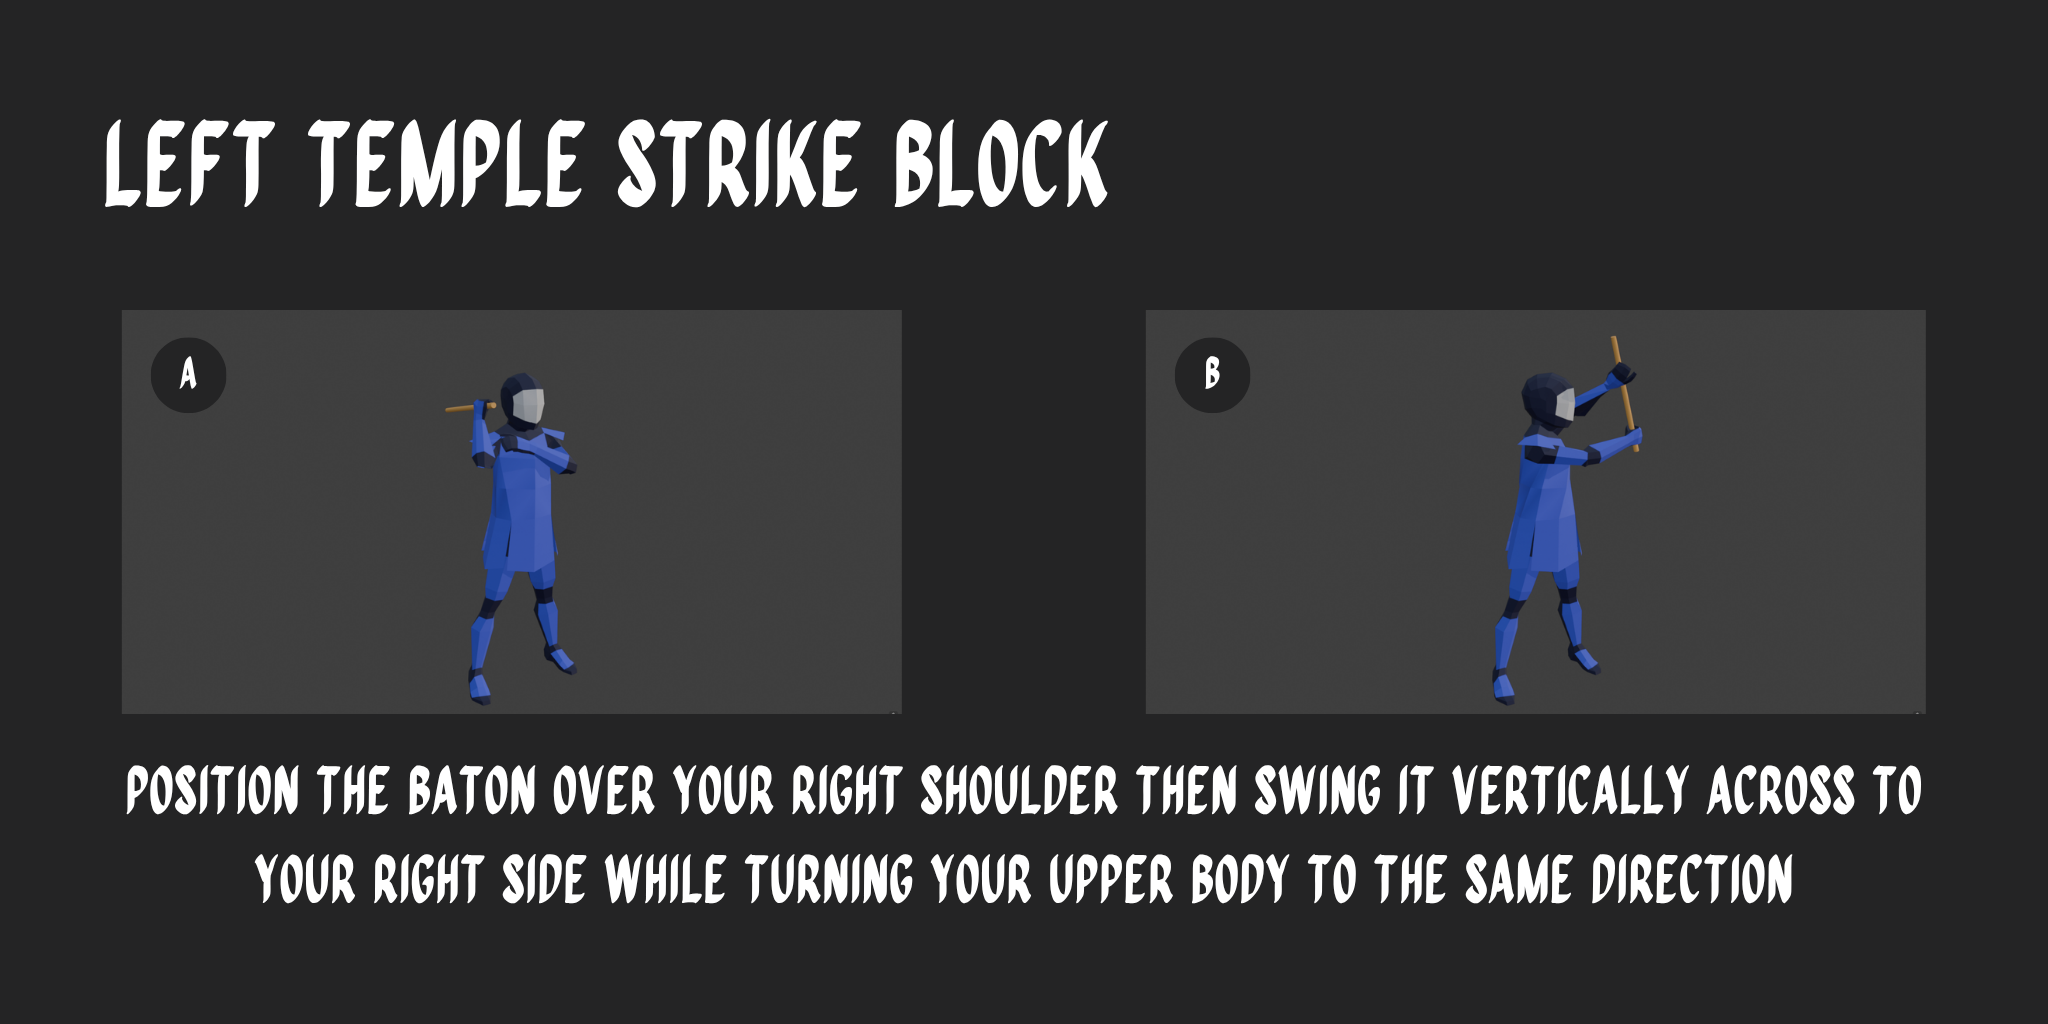 LEFT TEMPLE STRIKE BLOCK
A
B
POSITION THE BATON OVER YOUR RIGHT SHOULDER THEN SWING IT VERTICALLY ACROSS TO
YOUR RIGHT SIDE WHILE TURNING YOUR UPPER BODY TO THE SAME DIRECTION